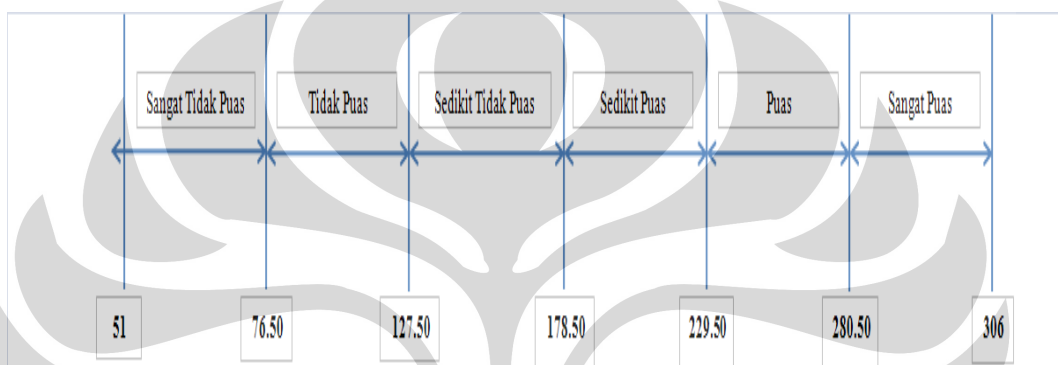 Sangat Tidak Puas
Tidak Puas
Sedikit Tidak Puas
Sedikit Puas
Puas
Sangat Puas
51
76.50
127.50
178.50
229.50
280.50
306